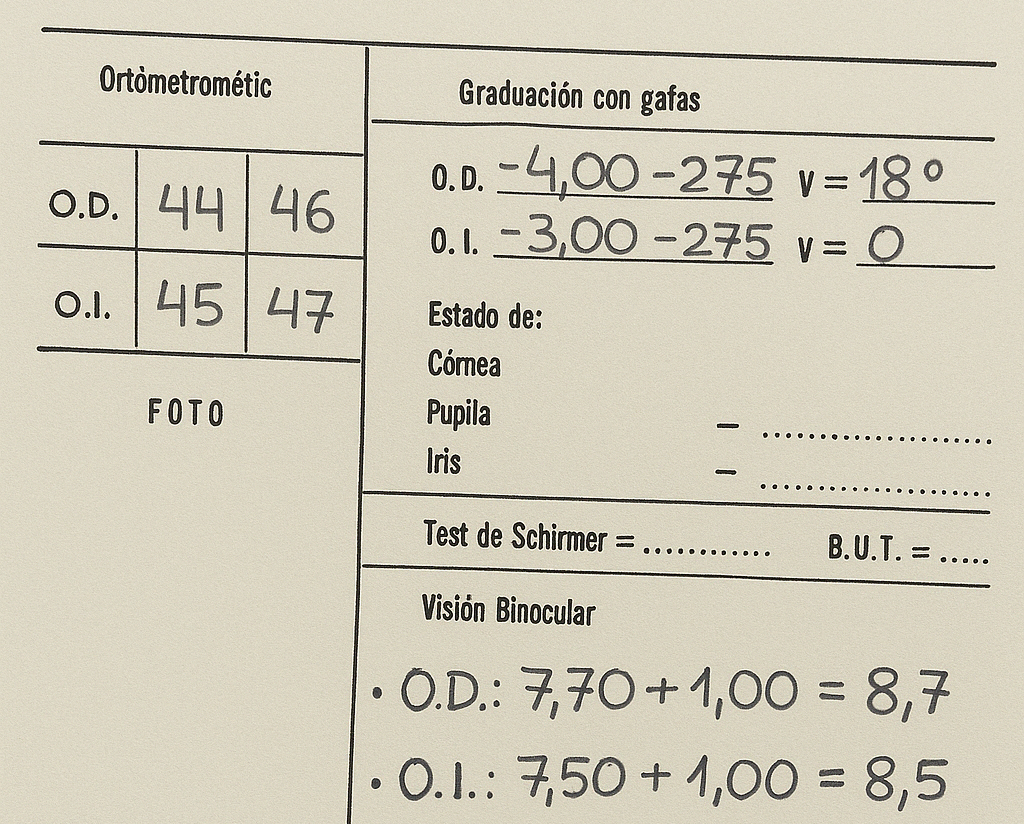 Ortòmetrométic
O.D. 44 46
O.I. 45 47
FOTO
Graduación con gafas
O.D. -4,00 -275 v = 18°
O.I. -3,00 -275 v = 0
Estado de:
Córnea
Pupila – ....................
Iris – ....................
Test de Schirmer = ............ B.U.T. = .....
Visión Binocular
• O.D.: 7,70 + 1,00 = 8,7
• O.I.: 7,50 + 1,00 = 8,5